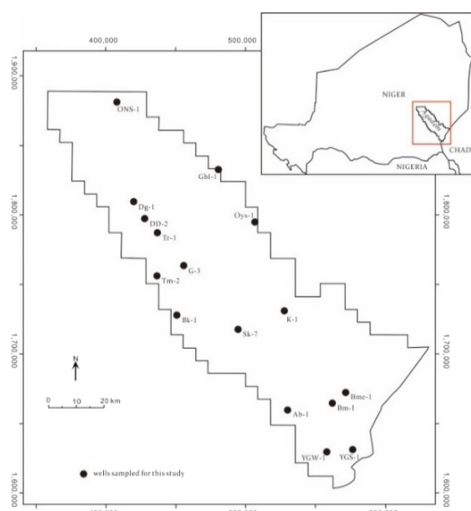 400,000
500,000
1,900,000
1,800,000
1,700,000
1,600,000
NIGER
Agadem
CHAD
NIGERIA
ONS-1
Gbl-1
Dg-1
DD-2
Oys-1
Tr-1
G-3
Tm-2
Bk-1
K-1
Sk-7
Bme-1
Bm-1
Ab-1
YGW-1
YGS-1
N
0 10 20 km
wells sampled for this study
1,800,000
1,700,000
400,000